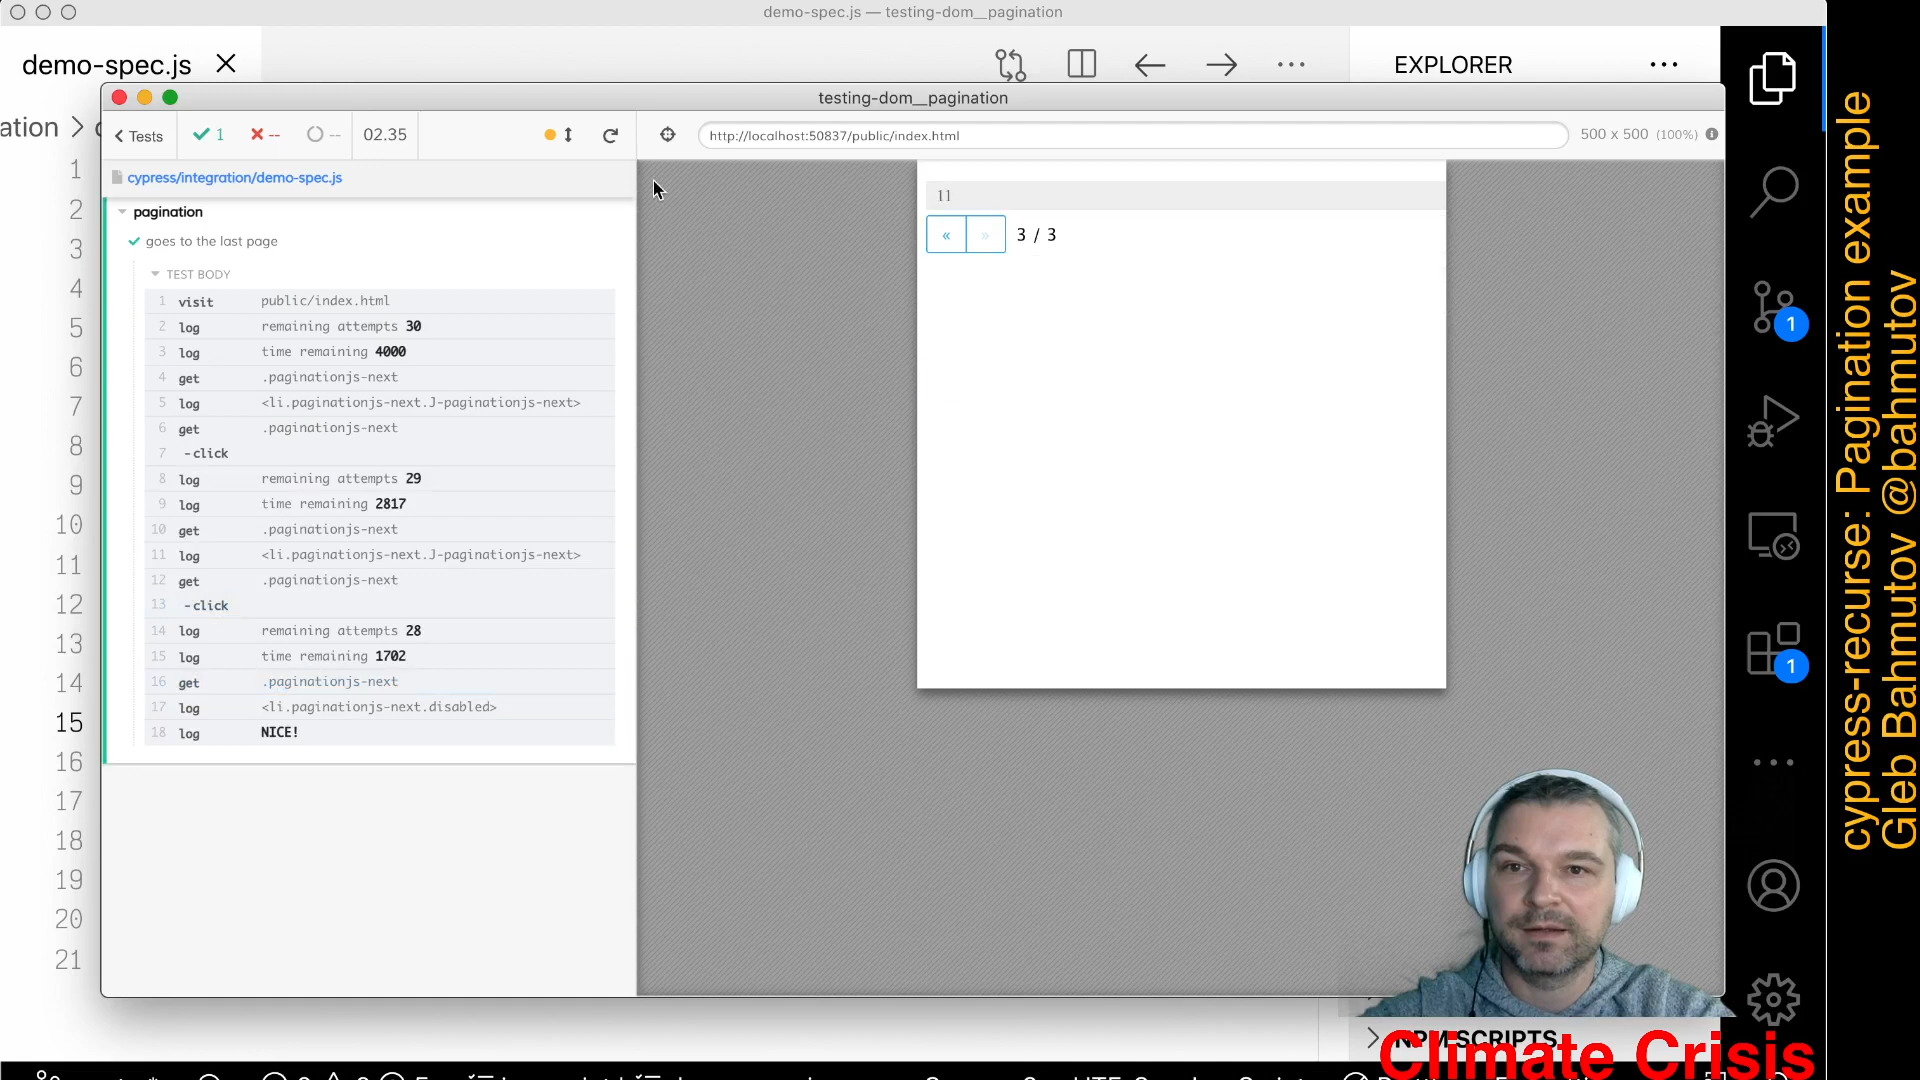 demo-spec.js — testing-dom__pagination
demo-spec.js
EXPLORER
ation
testing-dom__pagination
Tests
1
--
--
02.35
http://localhost:50837/public/index.html
500 x 500 (100%)
cypress/integration/demo-spec.js
pagination
goes to the last page
TEST BODY
1 visit public/index.html
2 log remaining attempts 30
3 log time remaining 4000
4 get .paginationjs-next
5 log <li.paginationjs-next.J-paginationjs-next>
6 get .paginationjs-next
7 -click
8 log remaining attempts 29
9 log time remaining 2817
10 get .paginationjs-next
11 log <li.paginationjs-next.J-paginationjs-next>
12 get .paginationjs-next
13 -click
14 log remaining attempts 28
15 log time remaining 1702
16 get .paginationjs-next
17 log <li.paginationjs-next.disabled>
18 log NICE!
11
« » 3 / 3
1
2
3
4
5
6
7
8
9
10
11
12
13
14
15
16
17
18
19
20
21
1
1
NPM SCRIPTS
Climate Crisis
cypress-recurse: Pagination example
Gleb Bahmutov @bahmutov